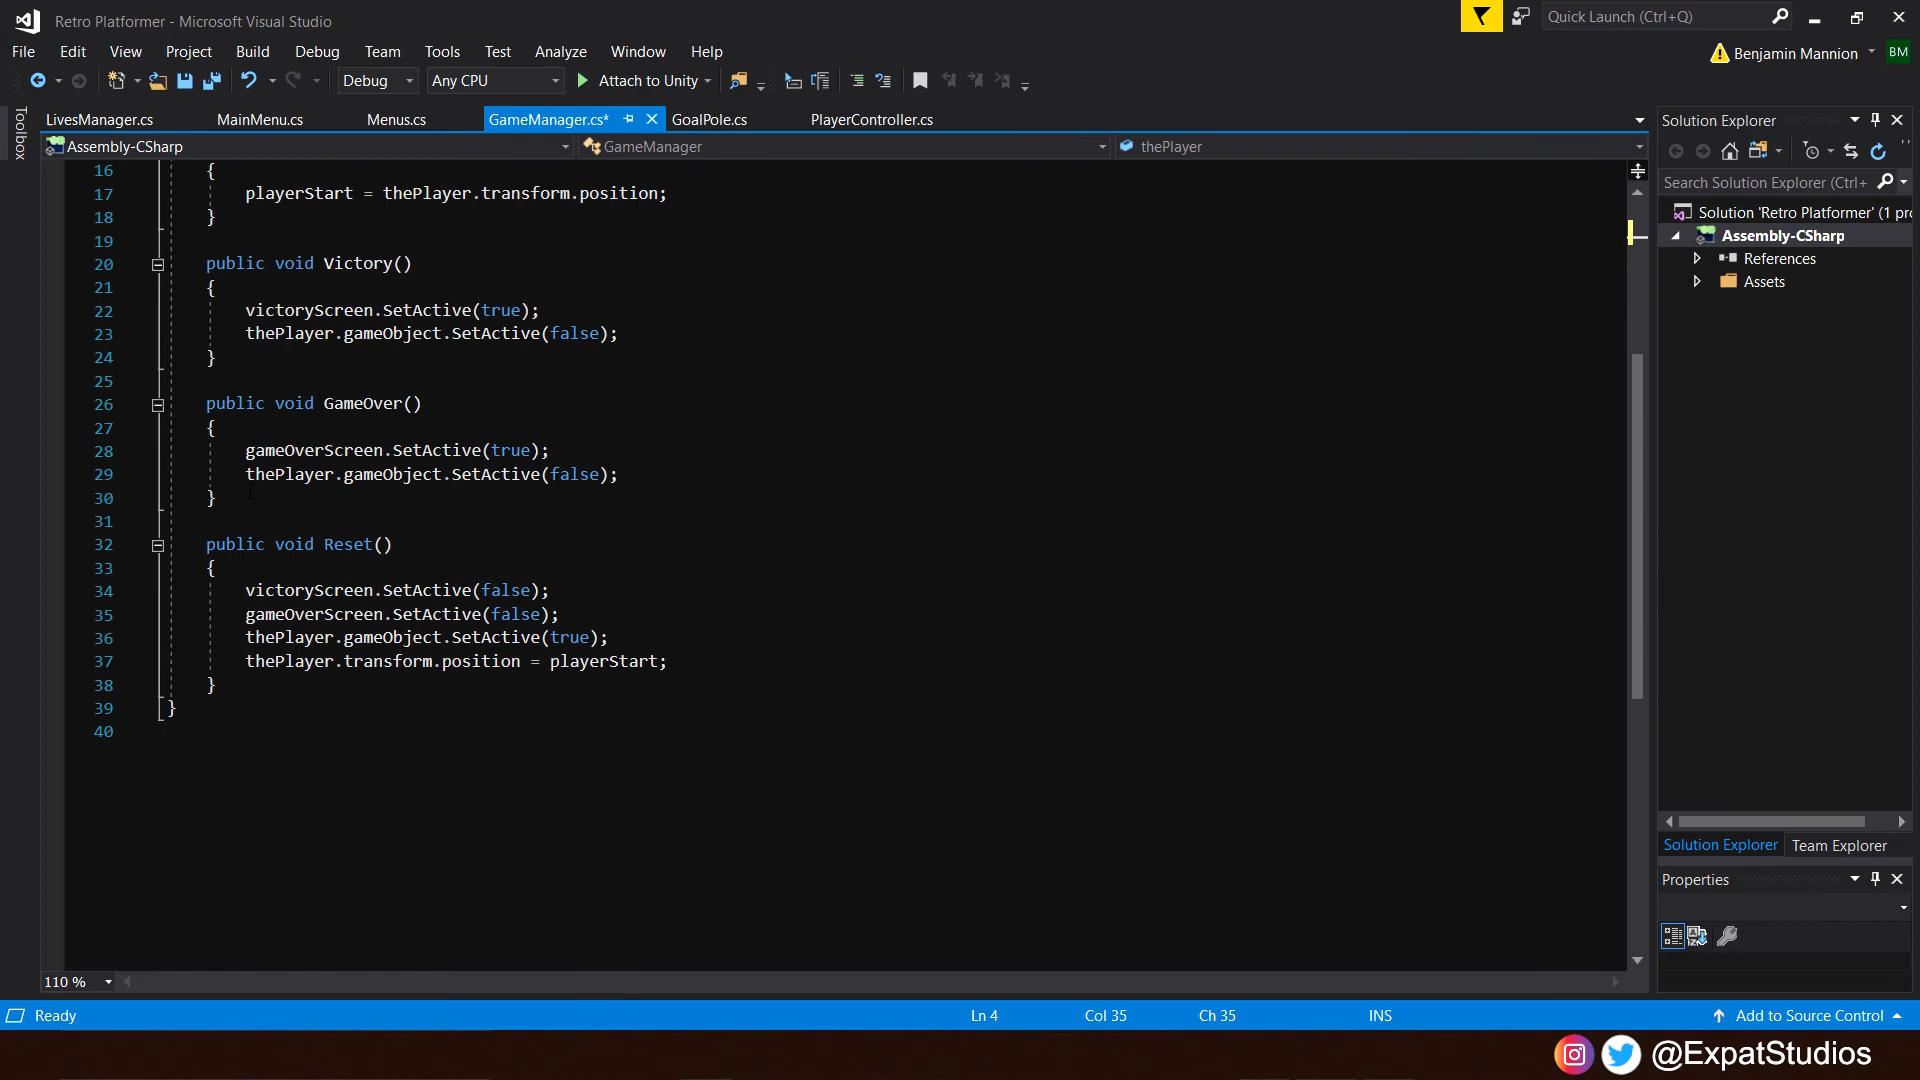 Retro Platformer - Microsoft Visual Studio
Quick Launch (Ctrl+Q)
File Edit View Project Build Debug Team Tools Test Analyze Window Help
Benjamin Mannion BM
Debug Any CPU Attach to Unity
Toolbox
LivesManager.cs MainMenu.cs Menus.cs GameManager.cs* GoalPole.cs PlayerController.cs
Assembly-CSharp GameManager thePlayer
16 {
17 playerStart = thePlayer.transform.position;
18 }
19
20 public void Victory()
21 {
22 victoryScreen.SetActive(true);
23 thePlayer.gameObject.SetActive(false);
24 }
25
26 public void GameOver()
27 {
28 gameOverScreen.SetActive(true);
29 thePlayer.gameObject.SetActive(false);
30 }
31
32 public void Reset()
33 {
34 victoryScreen.SetActive(false);
35 gameOverScreen.SetActive(false);
36 thePlayer.gameObject.SetActive(true);
37 thePlayer.transform.position = playerStart;
38 }
39 }
40
110 %
Solution Explorer
Search Solution Explorer (Ctrl+
Solution 'Retro Platformer' (1 pr
Assembly-CSharp
References
Assets
Solution Explorer Team Explorer
Properties
Ready Ln 4 Col 35 Ch 35 INS Add to Source Control
@ExpatStudios